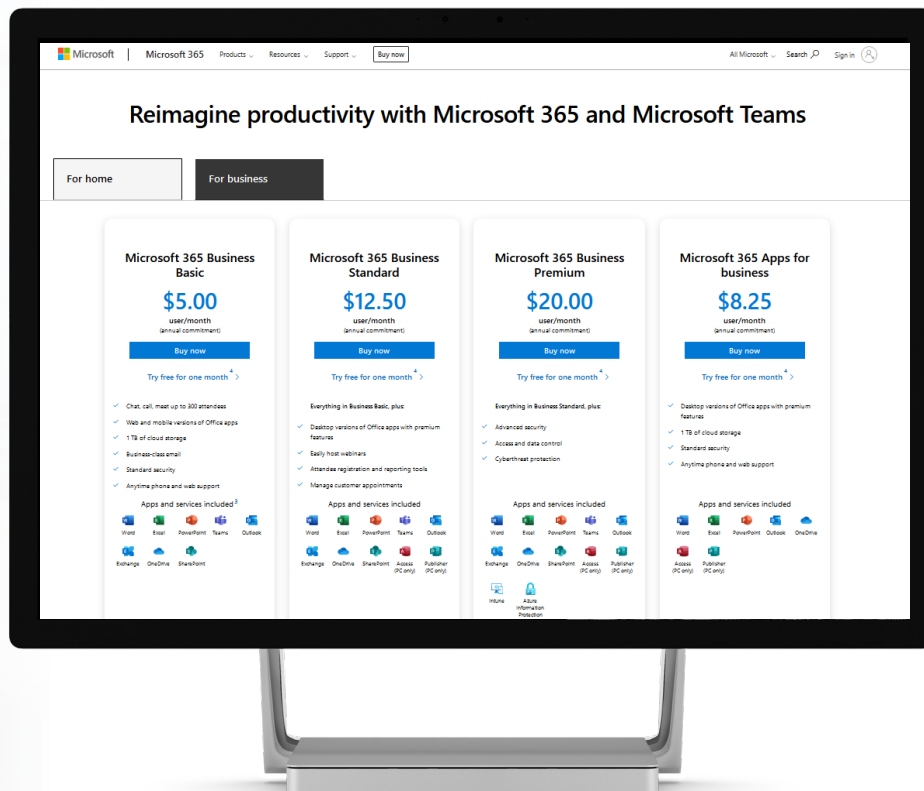 Microsoft | Microsoft 365 Products Resources Support Buy now All Microsoft Search Sign in
Reimagine productivity with Microsoft 365 and Microsoft Teams
For home
For business
Microsoft 365 Business
Basic
$5.00
user/month
(annual commitment)
Buy now
Try free for one month 4
Chat, call, meet up to 300 attendees
Web and mobile versions of Office apps
1 TB of cloud storage
Business-class email
Standard security
Anytime phone and web support
Apps and services included 3
Word Excel PowerPoint Teams Outlook
Exchange OneDrive SharePoint
Microsoft 365 Business
Standard
$12.50
user/month
(annual commitment)
Buy now
Try free for one month 4
Everything in Business Basic, plus:
Desktop versions of Office apps with premium
features
Easily host webinars
Attendee registration and reporting tools
Manage customer appointments
Apps and services included
Word Excel PowerPoint Teams Outlook
Exchange OneDrive SharePoint Access Publisher
(PC only) (PC only)
Microsoft 365 Business
Premium
$20.00
user/month
(annual commitment)
Buy now
Try free for one month 4
Everything in Business Standard, plus:
Advanced security
Access and data control
Cyberthreat protection
Apps and services included
Word Excel PowerPoint Teams Outlook
Exchange OneDrive SharePoint Access Publisher
(PC only) (PC only)
Intune Azure
Information
Protection
Microsoft 365 Apps for
business
$8.25
user/month
(annual commitment)
Buy now
Try free for one month 4
Desktop versions of Office apps with premium
features
1 TB of cloud storage
Standard security
Anytime phone and web support
Apps and services included
Word Excel PowerPoint Outlook OneDrive
Access Publisher
(PC only) (PC only)